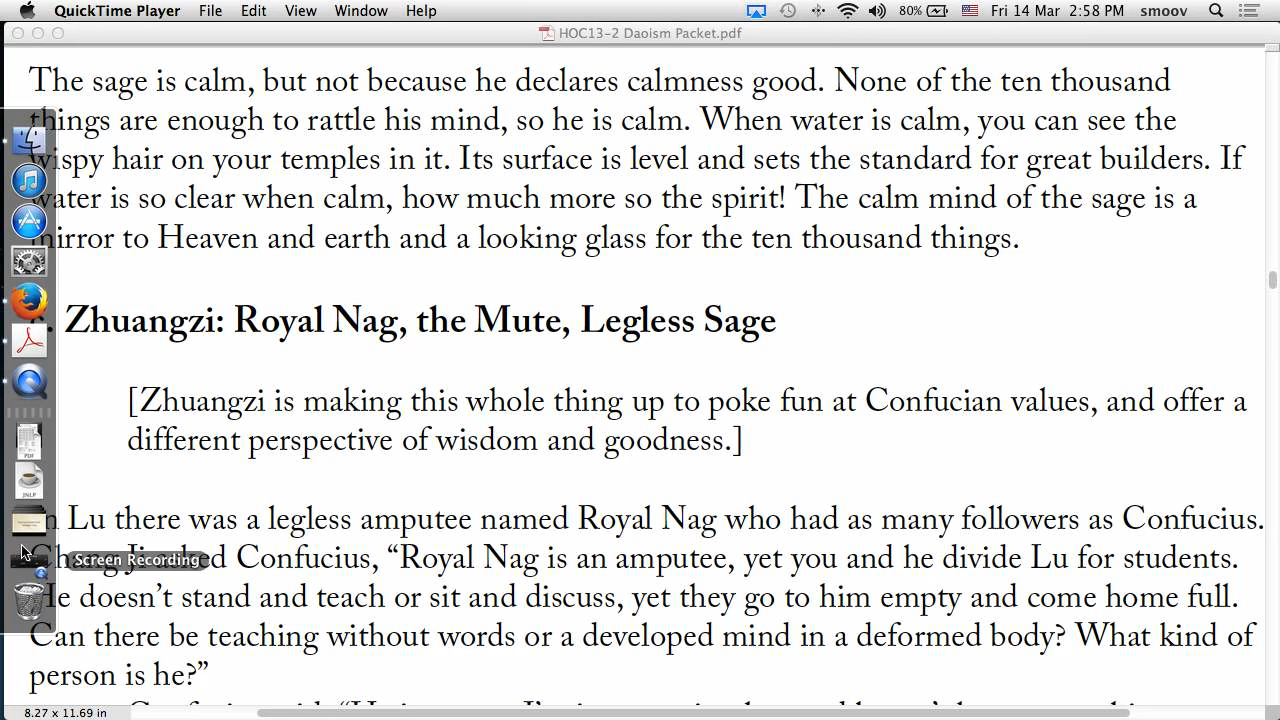 QuickTime Player File Edit View Window Help 80% Fri 14 Mar 2:58 PM smoov
HOC13-2 Daoism Packet.pdf
The sage is calm, but not because he declares calmness good. None of the ten thousand
things are enough to rattle his mind, so he is calm. When water is calm, you can see the
wispy hair on your temples in it. Its surface is level and sets the standard for great builders. If
water is so clear when calm, how much more so the spirit! The calm mind of the sage is a
mirror to Heaven and earth and a looking glass for the ten thousand things.
Zhuangzi: Royal Nag, the Mute, Legless Sage
[Zhuangzi is making this whole thing up to poke fun at Confucian values, and offer a
different perspective of wisdom and goodness.]
In Lu there was a legless amputee named Royal Nag who had as many followers as Confucius.
Chang Ji asked Confucius, “Royal Nag is an amputee, yet you and he divide Lu for students.
Screen Recording
He doesn’t stand and teach or sit and discuss, yet they go to him empty and come home full.
Can there be teaching without words or a developed mind in a deformed body? What kind of
person is he?”
PDF
JNLP
8.27 x 11.69 in